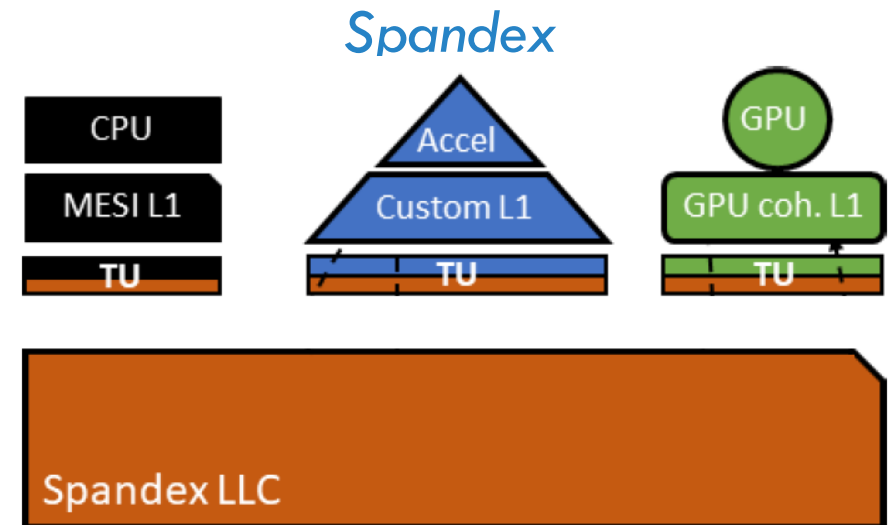 Spandex
CPU
Accel
GPU
MESI L1
Custom L1
GPU coh. L1
TU
TU
TU
Spandex LLC